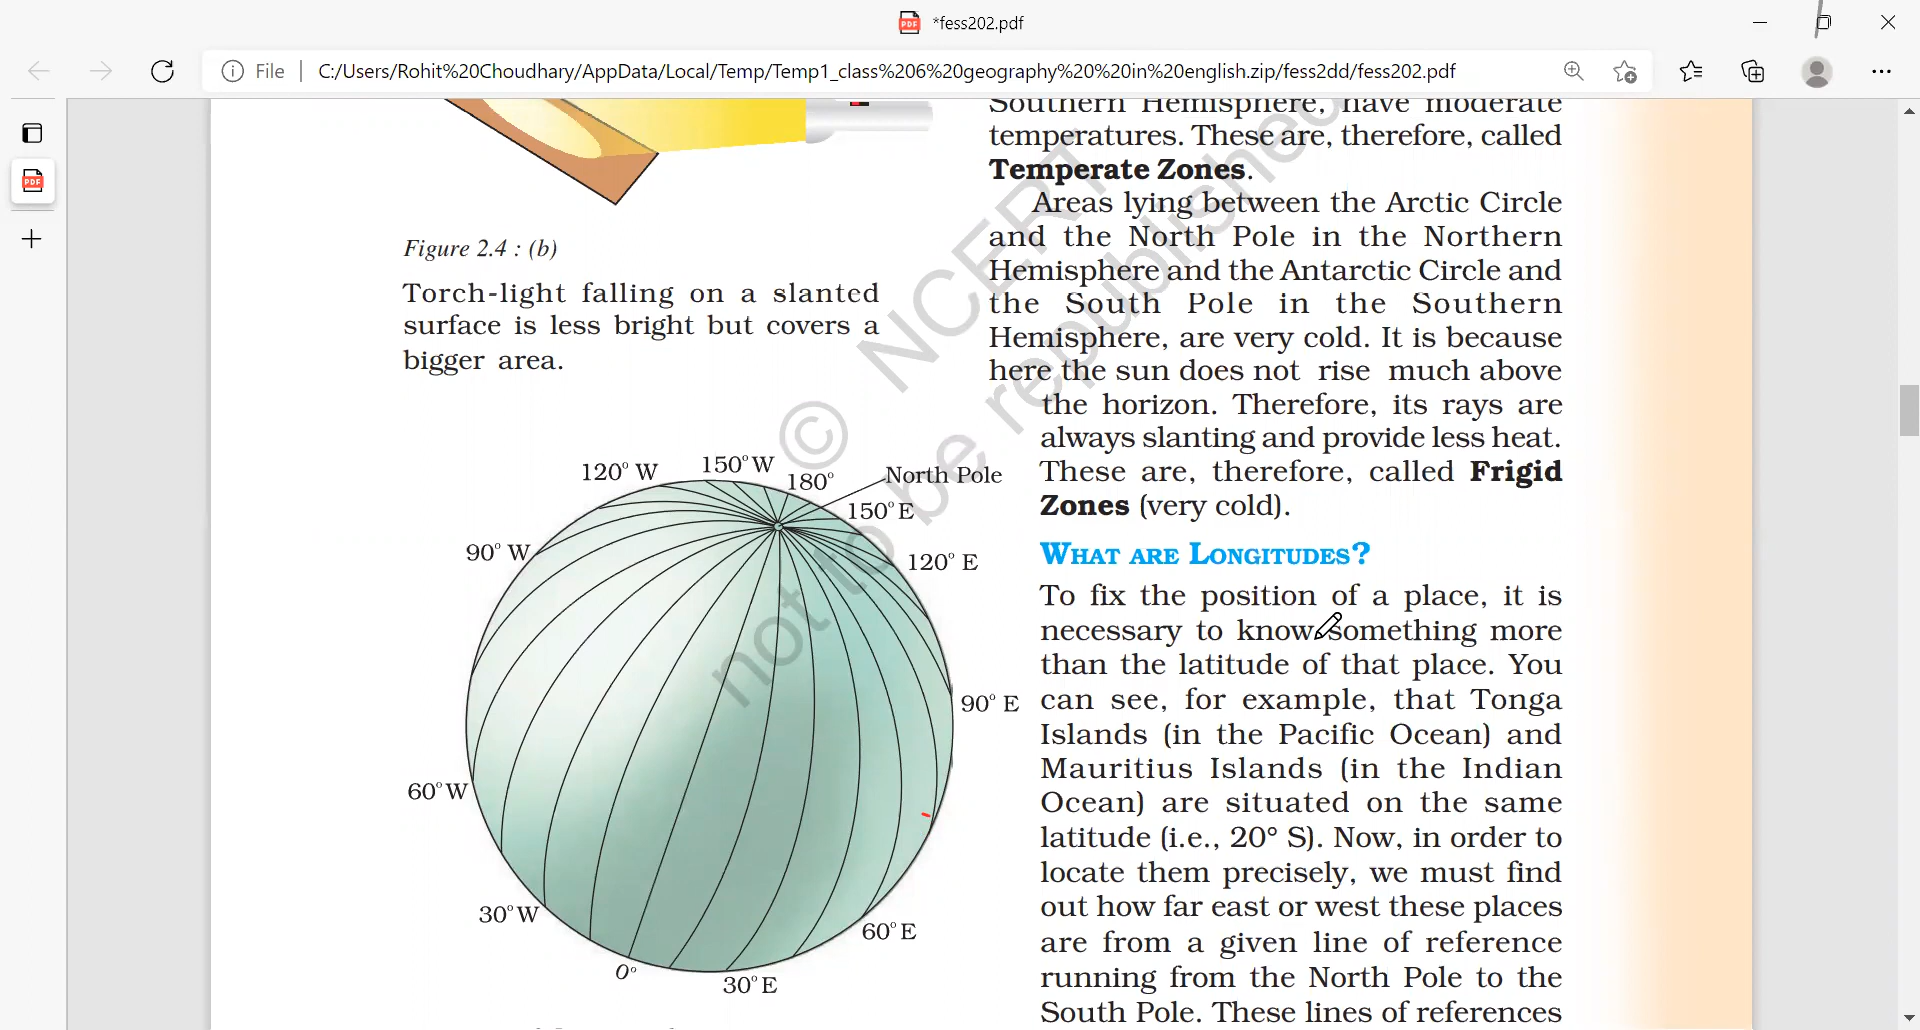 *fess202.pdf
File
C:/Users/Rohit%20Choudhary/AppData/Local/Temp/Temp1_class%206%20geography%20%20in%20english.zip/fess2dd/fess202.pdf
Figure 2.4 : (b)
Torch-light falling on a slanted
surface is less bright but covers a
bigger area.
120° W
150° W
180°
North Pole
150° E
90° W
120° E
90° E
60° W
30° W
60° E
0°
30° E
Southern Hemisphere, have moderate
temperatures. These are, therefore, called
Temperate Zones.
Areas lying between the Arctic Circle
and the North Pole in the Northern
Hemisphere and the Antarctic Circle and
the South Pole in the Southern
Hemisphere, are very cold. It is because
here the sun does not rise much above
the horizon. Therefore, its rays are
always slanting and provide less heat.
These are, therefore, called Frigid
Zones (very cold).
WHAT ARE LONGITUDES?
To fix the position of a place, it is
necessary to know something more
than the latitude of that place. You
can see, for example, that Tonga
Islands (in the Pacific Ocean) and
Mauritius Islands (in the Indian
Ocean) are situated on the same
latitude (i.e., 20° S). Now, in order to
locate them precisely, we must find
out how far east or west these places
are from a given line of reference
running from the North Pole to the
South Pole. These lines of references
© NCERT
not to be republished